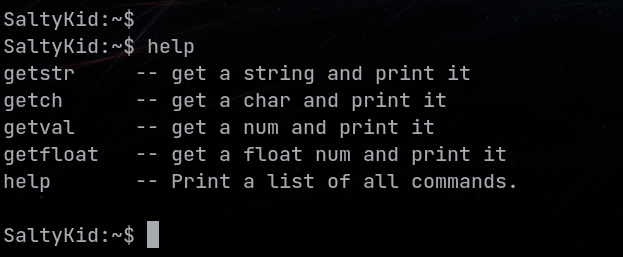 SaltyKid:~$
SaltyKid:~$ help
getstr     -- get a string and print it
getch      -- get a char and print it
getval     -- get a num and print it
getfloat   -- get a float num and print it
help       -- Print a list of all commands.
SaltyKid:~$